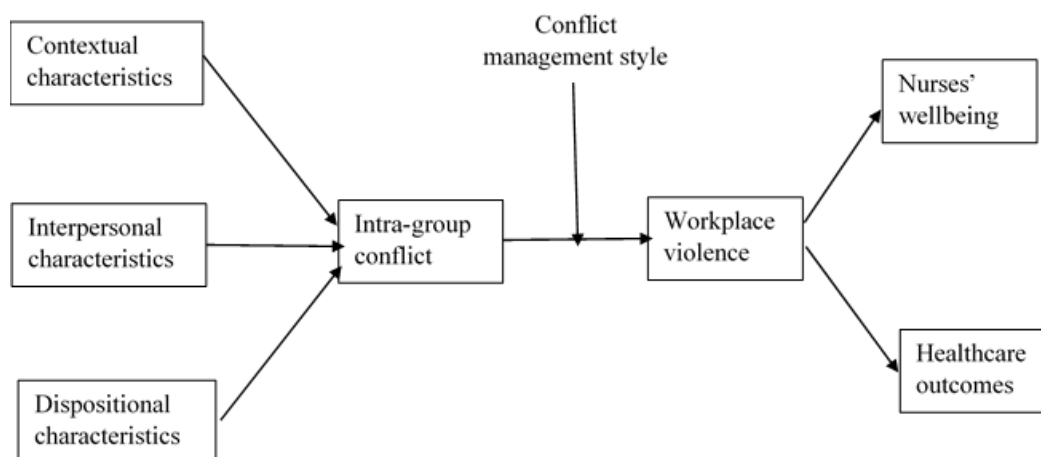 Contextual
characteristics
Conflict
management style
Nurses’
wellbeing
Interpersonal
characteristics
Intra-group
conflict
Workplace
violence
Healthcare
outcomes
Dispositional
characteristics